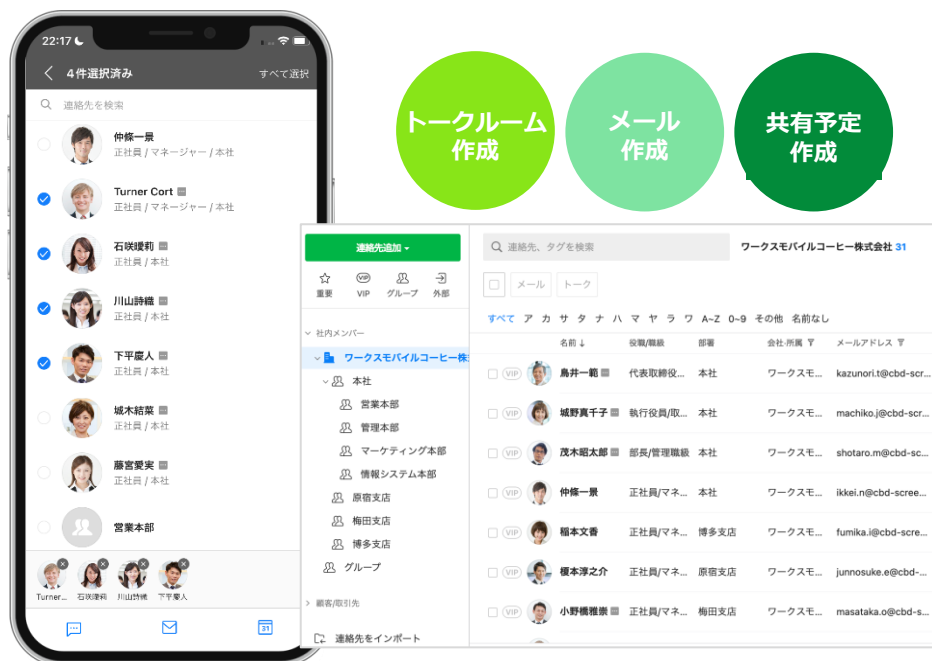 22:17
4件選択済み
すべて選択
連絡先を検索
仲條一景
正社員 / マネージャー / 本社
Turner Cort
正社員 / マネージャー / 本社
石咲曖莉
正社員 / 本社
川山詩織
正社員 / 本社
下平慶人
正社員 / マネージャー / 本社
城木結菜
正社員 / 本社
藤宮愛実
正社員 / 本社
営業本部
Turner... 石咲曖莉 川山詩織 下平慶人
31
トークルーム
作成
メール
作成
共有予定
作成
連絡先追加
重要 VIP グループ 外部
社内メンバー
ワークスモバイルコーヒー株
本社
営業本部
管理本部
マーケティング本部
情報システム本部
原宿支店
梅田支店
博多支店
グループ
顧客/取引先
連絡先をインポート
連絡先、タグを検索
ワークスモバイルコーヒー株式会社 31
メール トーク
すべて ア カ サ タ ナ ハ マ ヤ ラ ワ A~Z 0~9 その他 名前なし
名前 ↓ 役職/職級 部署 会社·所属 メールアドレス
VIP 鳥井一範 代表取締役... 本社 ワークスモ... kazunori.t@cbd-scr...
VIP 城野真千子 執行役員/取... 本社 ワークスモ... machiko.j@cbd-scr...
VIP 茂木昭太郎 部長/管理職級 本社 ワークスモ... shotaro.m@cbd-sc...
VIP 仲條一景 正社員/マネ... 本社 ワークスモ... ikkei.n@cbd-scree...
VIP 稲本文香 正社員/マネ... 博多支店 ワークスモ... fumika.i@cbd-scre...
VIP 榎本淳之介 正社員/マネ... 原宿支店 ワークスモ... junnosuke.e@cbd-...
VIP 小野橋雅崇 正社員/マネ... 梅田支店 ワークスモ... masataka.o@cbd-s...